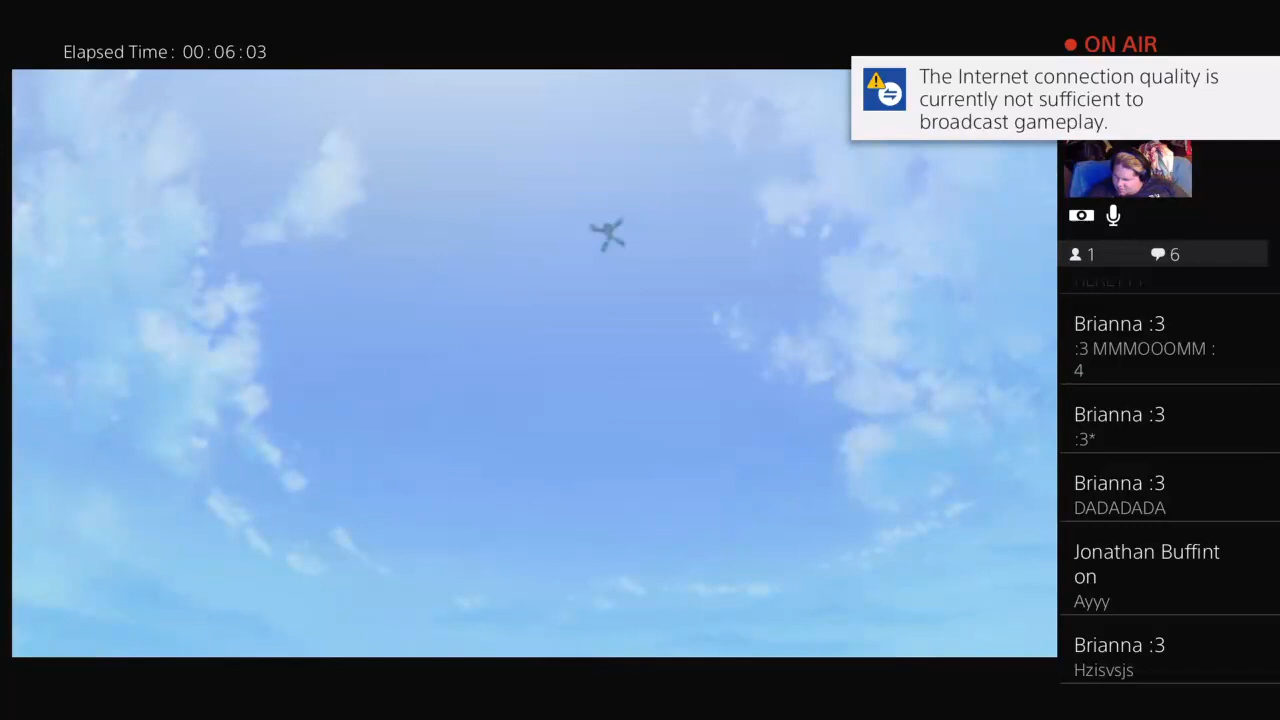 Elapsed Time: 00:06:03
ON AIR
The Internet connection quality is
currently not sufficient to
broadcast gameplay.
1
6
Brianna :3
:3 MMMOOOMM :
4
Brianna :3
:3*
Brianna :3
DADADADA
Jonathan Buffint
on
Ayyy
Brianna :3
Hzisvsjs